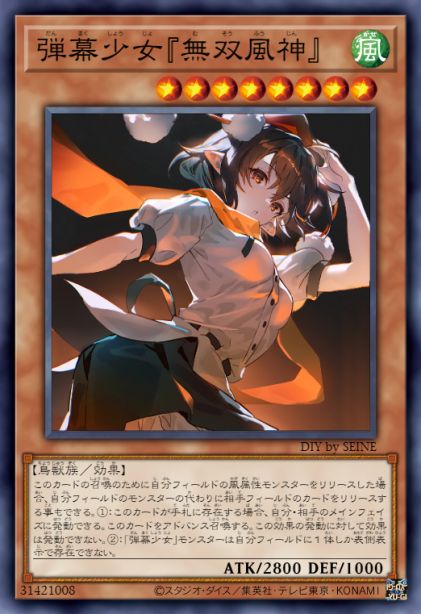 弾幕少女『無双風神』
風
DIY by SEINE
【鳥獣族／効果】
このカードの召喚のために自分フィールドの風属性モンスターをリリースした場
合、自分フィールドのモンスターの代わりに相手フィールドのカードをリリースす
る事もできる。①：このカードが手札に存在する場合、自分・相手のメインフェイ
ズに発動できる。このカードをアドバンス召喚する。この効果の発動に対して効果
は発動できない。②：「弾幕少女」モンスターは自分フィールドに１体しか表側表
示で存在できない。
ATK/2800 DEF/1000
31421008
©スタジオ・ダイス／集英社・テレビ東京・KONAMI